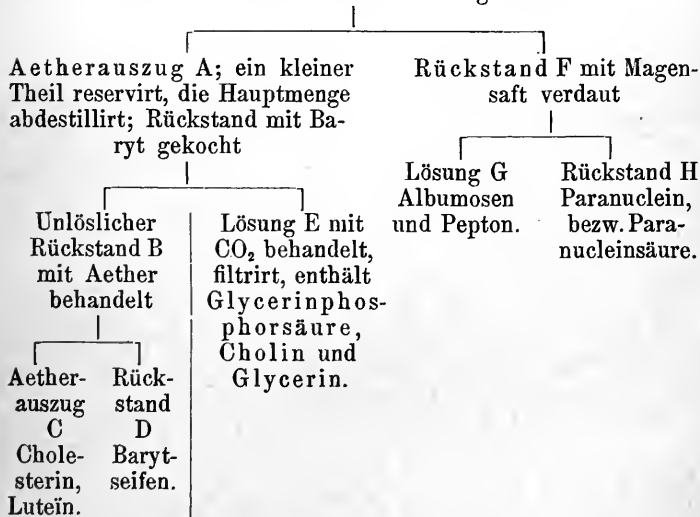 Aetherauszug A; ein kleiner
Theil reservirt, die Hauptmenge
abdestillirt; Rückstand mit Ba-
ryt gekocht
Rückstand F mit Magen-
saft verdaut
Unlöslicher
Rückstand B
mit Aether
behandelt
Lösung E mit
CO₂ behandelt,
filtrirt, enthält
Glycerinphos-
phorsäure,
Cholin und
Glycerin.
Lösung G
Albumosen
und Pepton.
Rückstand H
Paranuclein,
bezw. Para-
nucleinsäure.
Aether-
auszug
C
Chole-
sterin,
Luteïn.
Rück-
stand
D
Baryt-
seifen.